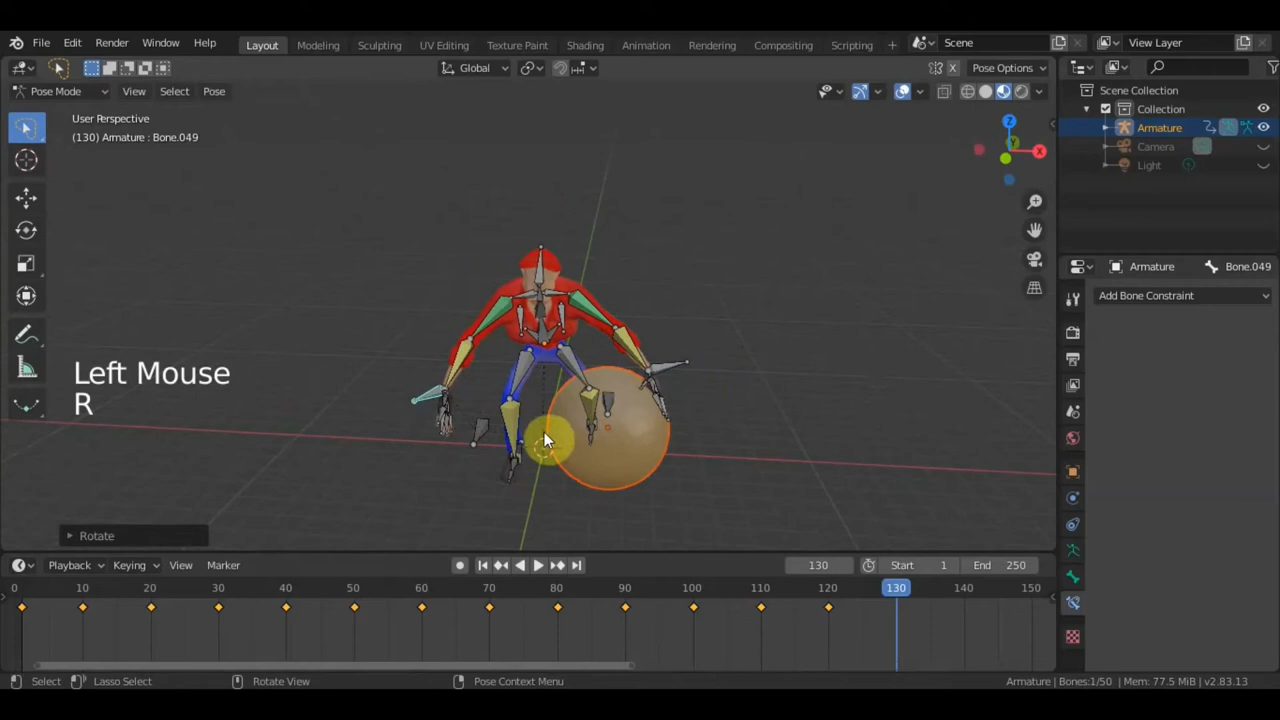 File Edit Render Window Help Layout Modeling Sculpting UV Editing Texture Paint Shading Animation Rendering Compositing Scripting + Scene View Layer
Global Pose Options
Pose Mode View Select Pose
User Perspective
(130) Armature : Bone.049
Z
Y
X
X
Scene Collection
Collection
Armature
Camera
Light
Armature Bone.049
Add Bone Constraint
Left Mouse
R
Rotate
Playback Keying View Marker 130 Start 1 End 250
0 10 20 30 40 50 60 70 80 90 100 110 120 130 140 150
Select Lasso Select Rotate View Pose Context Menu Armature | Bones:1/50 | Mem: 77.5 MiB | v2.83.13